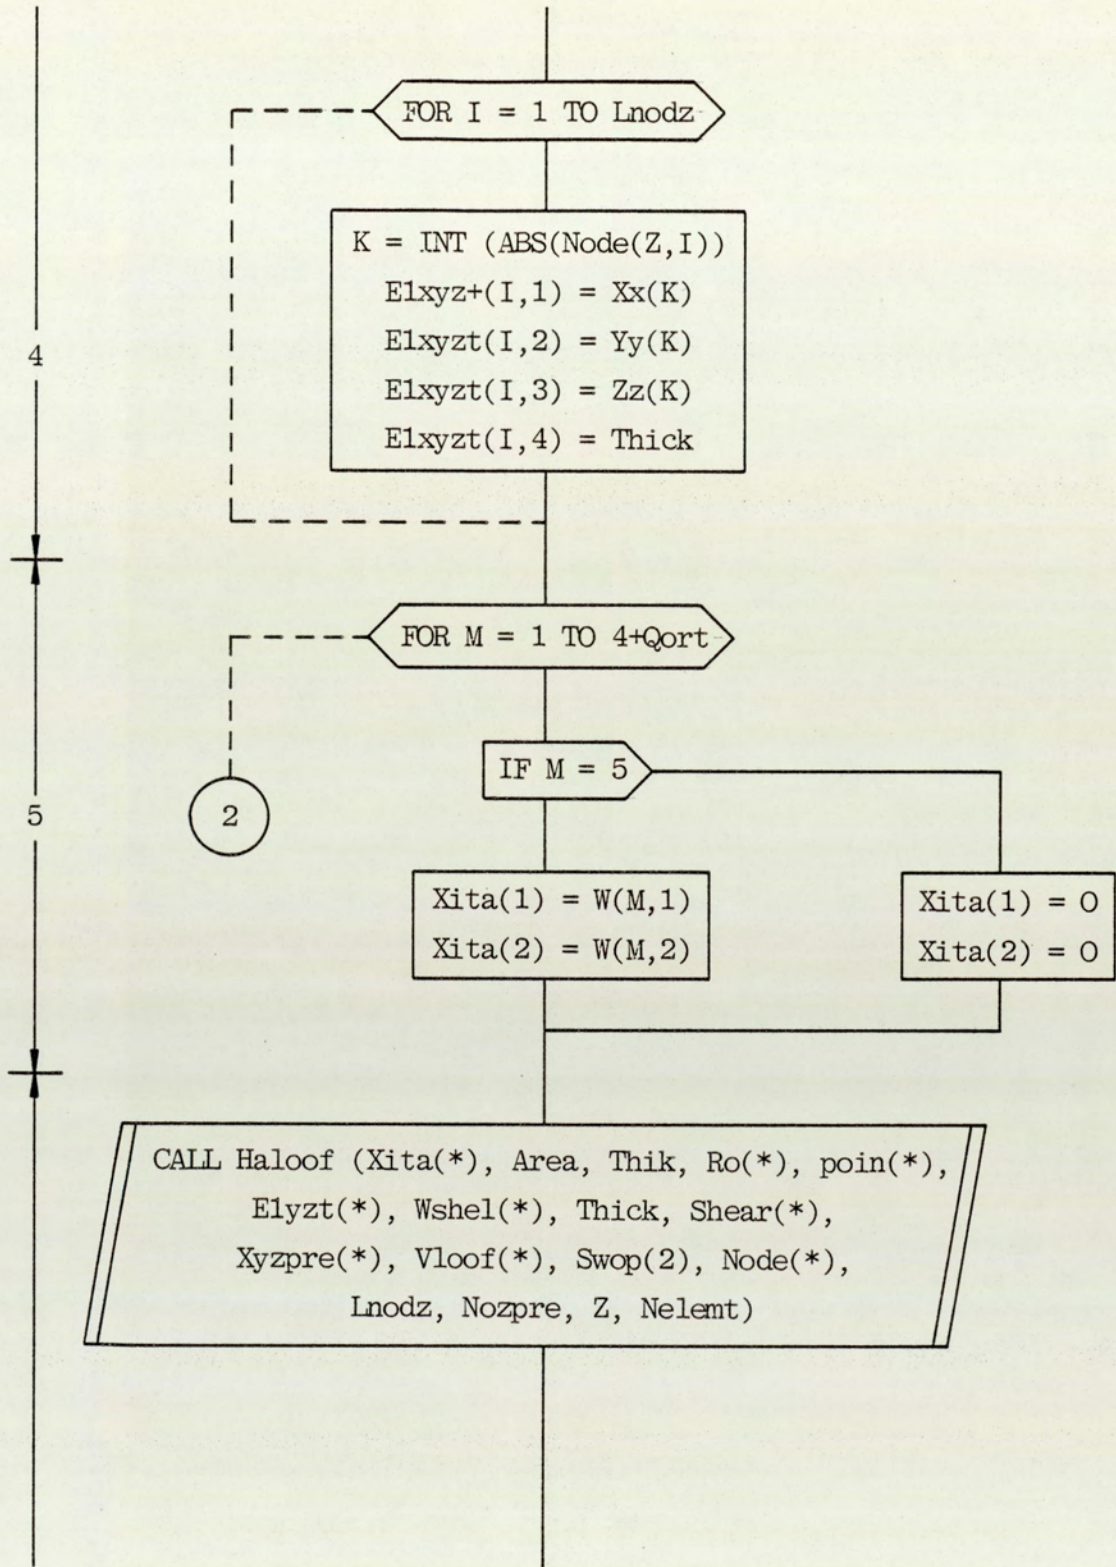 FOR I = 1 TO Lnodz
K = INT (ABS(Node(Z,I))
Elxyz+(I,1) = Xx(K)
Elxyzt(I,2) = Yy(K)
4
Elxyzt(I,3) = Zz(K)
Elxyzt(I,4) = Thick
FOR M = 1 TO 4+Qort
IF M = 5
5
2
Xita(1) = W(M,1)
Xita(2) = W(M,2)
Xita(1) = O
Xita(2) = O
CALL Haloof (Xita(*), Area, Thik, Ro(*), poin(*),
Elyzt(*), Wshel(*), Thick, Shear(*),
Xyzpre(*), Vloof(*), Swop(2), Node(*),
Lnodz, Nozpre, Z, Nelemt)